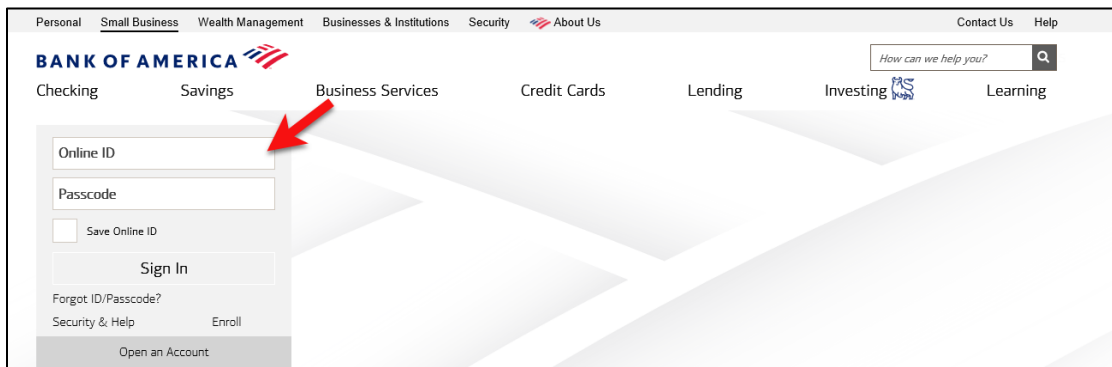 Personal Small Business Wealth Management Businesses & Institutions Security About Us Contact Us Help
BANK OF AMERICA
How can we help you?
Checking Savings Business Services Credit Cards Lending Investing Learning
Online ID
Passcode
Save Online ID
Sign In
Forgot ID/Passcode?
Security & Help Enroll
Open an Account